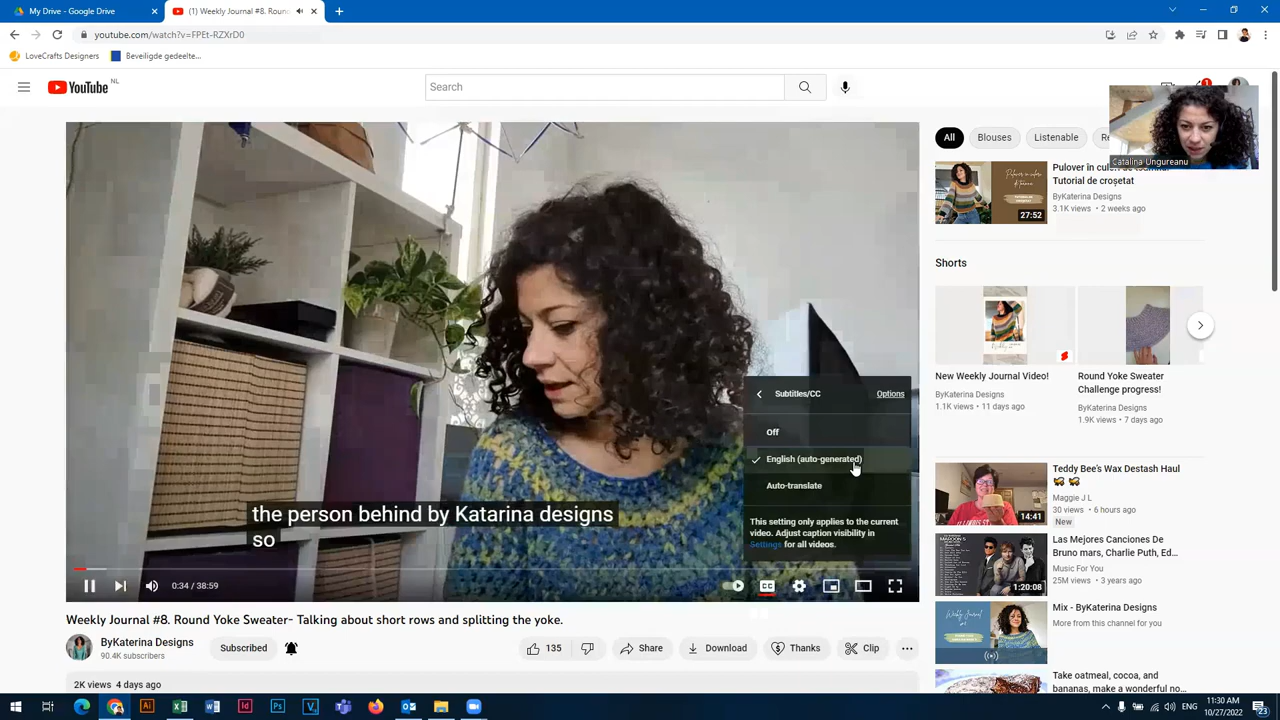 My Drive - Google Drive
(1) Weekly Journal #8. Round
youtube.com/watch?v=FPEt-RZXrD0
LoveCrafts Designers
Beveiligde gedeelte...
YouTube NL
Search
1
Catalina Ungureanu
All
Blouses
Listenable
Pulover în
Tutorial de croșetat
ByKaterina Designs
3.1K views • 2 weeks ago
27:52
Shorts
New Weekly Journal Video!
ByKaterina Designs
1.1K views • 11 days ago
Round Yoke Sweater
Challenge progress!
ByKaterina Designs
1.9K views • 7 days ago
Subtitles/CC
Options
Off
English (auto-generated)
Auto-translate
This setting only applies to the current
video. Adjust caption visibility in
Settings for all videos.
the person behind by Katarina designs
so
0:34 / 38:59
Teddy Bee's Wax Destash Haul
Maggie J L
30 views • 6 hours ago
New
14:41
Las Mejores Canciones De
Bruno mars, Charlie Puth, Ed...
Music For You
25M views • 3 years ago
1:20:08
Mix - ByKaterina Designs
More from this channel for you
Take oatmeal, cocoa, and
bananas, make a wonderful no...
Weekly Journal #8. Round Yoke Sweater- Talking about short rows and splitting the yoke.
ByKaterina Designs
90.4K subscribers
Subscribed
135
Share
Download
Thanks
Clip
2K views 4 days ago
ENG
11:30 AM
10/27/2022
23